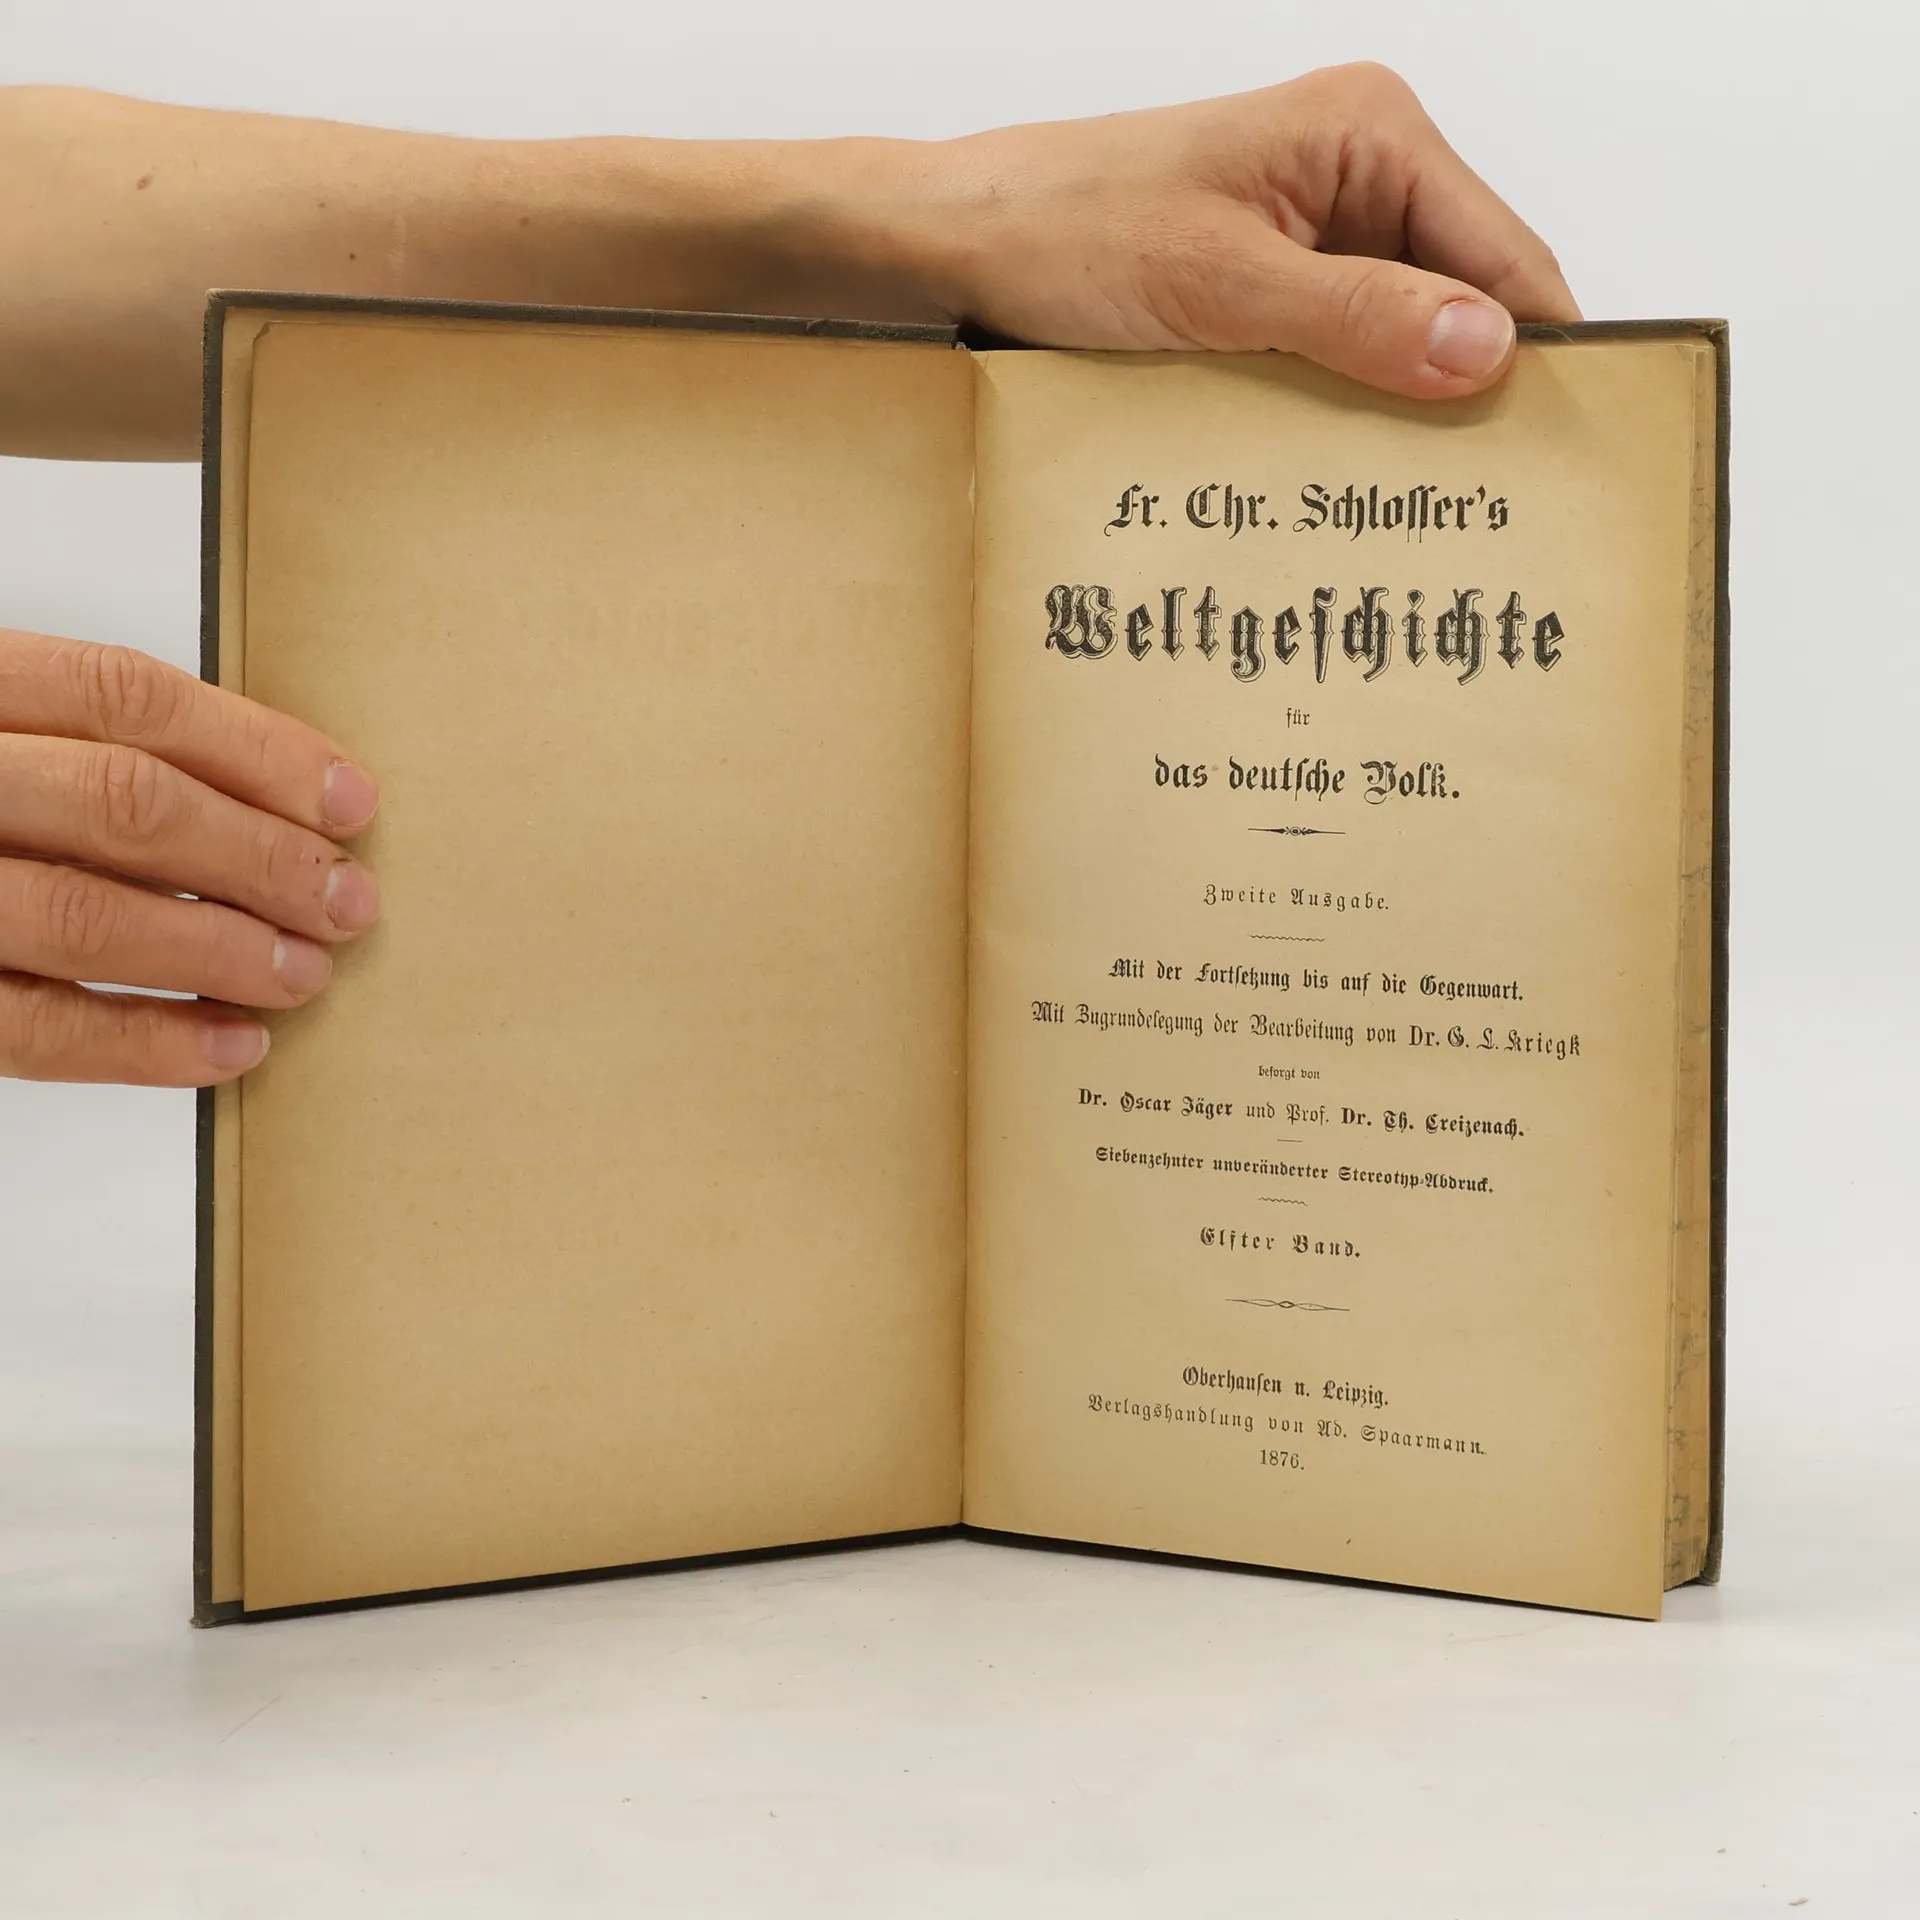 Fr. Chr. Schlosser's
Weltgeschichte
für
das deutsche Volk.
Zweite Ausgabe.
Mit der Fortsetzung bis auf die Gegenwart.
Mit Zugrundelegung der Bearbeitung von Dr. G. L. Kriegk
besorgt von
Dr. Oscar Jäger und Prof. Dr. Th. Creizenach.
Siebenzehnter unveränderter Stereotyp-Abdruck.
Elfter Band.
Oberhausen u. Leipzig.
Verlagshandlung von Ad. Spaarmann.
1876.